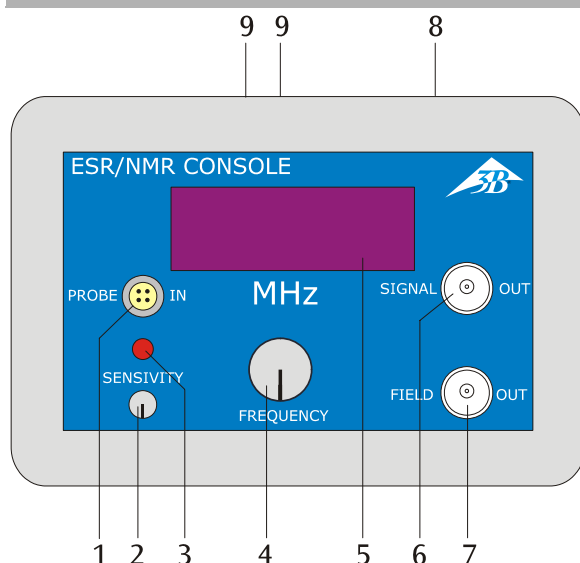 9 9 8
ESR/NMR CONSOLE
3B
PROBE IN
MHz
SIGNAL OUT
SENSIVITY
FREQUENCY
FIELD OUT
1 2 3 4 5 6 7